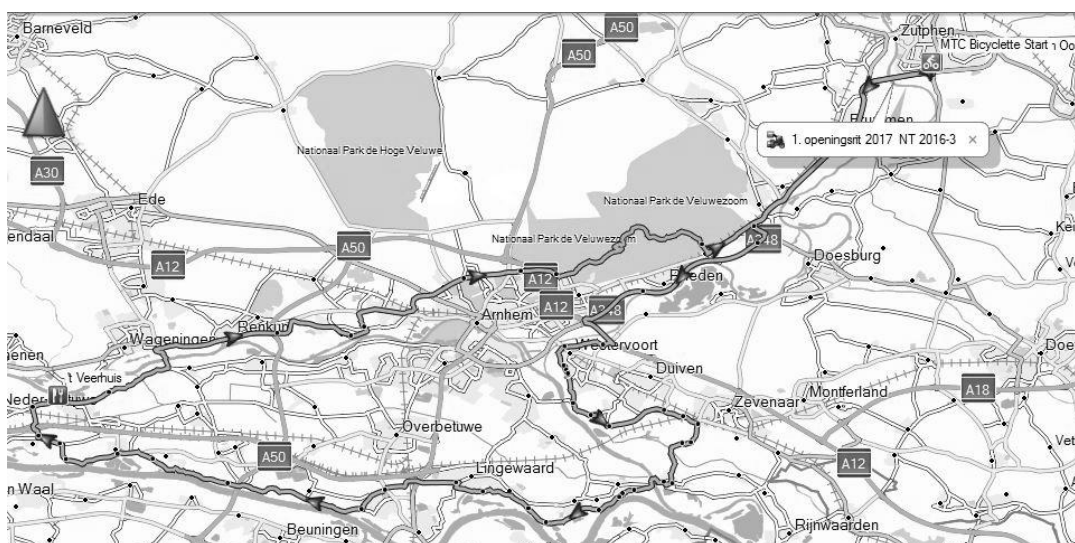 Barneveld
A50
A50
Zutphen
MTC Bicyclette Start
1. openingsrit 2017 NT 2016-3 ×
Nationaal Park de Hoge Veluwe
A30
Ede
Nationaal Park de Veluwezoom
Nationaal Park de Veluwezoom
A50
A12
A348
Doesburg
Rheden
A12
A12
A348
Arnhem
Renkum
Wageningen
Westervoort
't Veerhuis
Duiven
Montferland
A18
Zevenaar
Overbetuwe
A50
Lingewaard
A12
Beuningen
Rijnwaarden